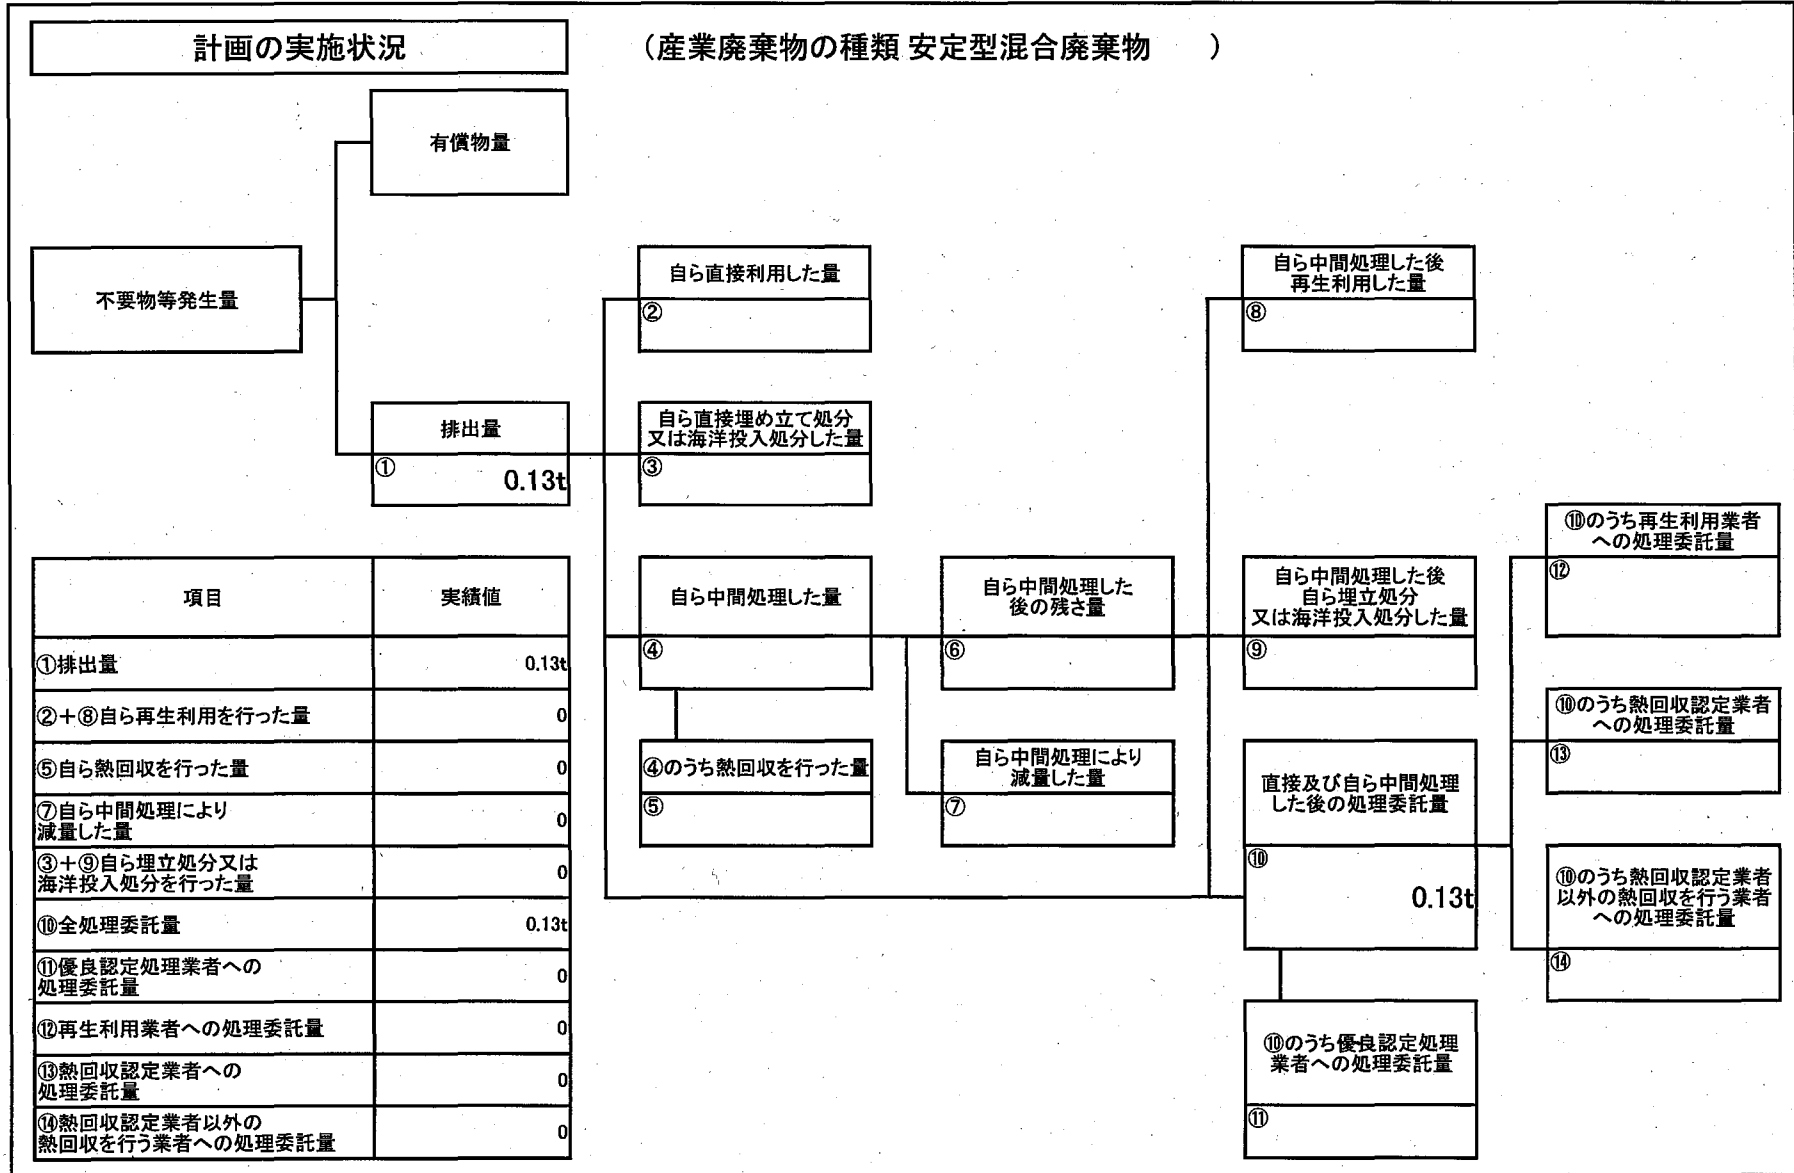 計画の実施状況
（産業廃棄物の種類 安定型混合廃棄物　　）
有償物量
不要物等発生量
排出量
①
0.13t
自ら直接利用した量
②
自ら直接埋め立て処分
又は海洋投入処分した量
③
自ら中間処理した量
④
④のうち熱回収を行った量
⑤
自ら中間処理した
後の残さ量
⑥
自ら中間処理により
減量した量
⑦
自ら中間処理した後
再生利用した量
⑧
自ら中間処理した後
自ら埋立処分
又は海洋投入処分した量
⑨
直接及び自ら中間処理
した後の処理委託量
⑩
0.13t
⑩のうち優良認定処理
業者への処理委託量
⑪
⑩のうち再生利用業者
への処理委託量
⑫
⑩のうち熱回収認定業者
への処理委託量
⑬
⑩のうち熱回収認定業者
以外の熱回収を行う業者
への処理委託量
⑭
項目 実績値
①排出量 0.13t
②＋⑧自ら再生利用を行った量 0
⑤自ら熱回収を行った量 0
⑦自ら中間処理により
減量した量 0
③＋⑨自ら埋立処分又は
海洋投入処分を行った量 0
⑩全処理委託量 0.13t
⑪優良認定処理業者への
処理委託量 0
⑫再生利用業者への処理委託量 0
⑬熱回収認定業者への
処理委託量 0
⑭熱回収認定業者以外の
熱回収を行う業者への処理委託量 0